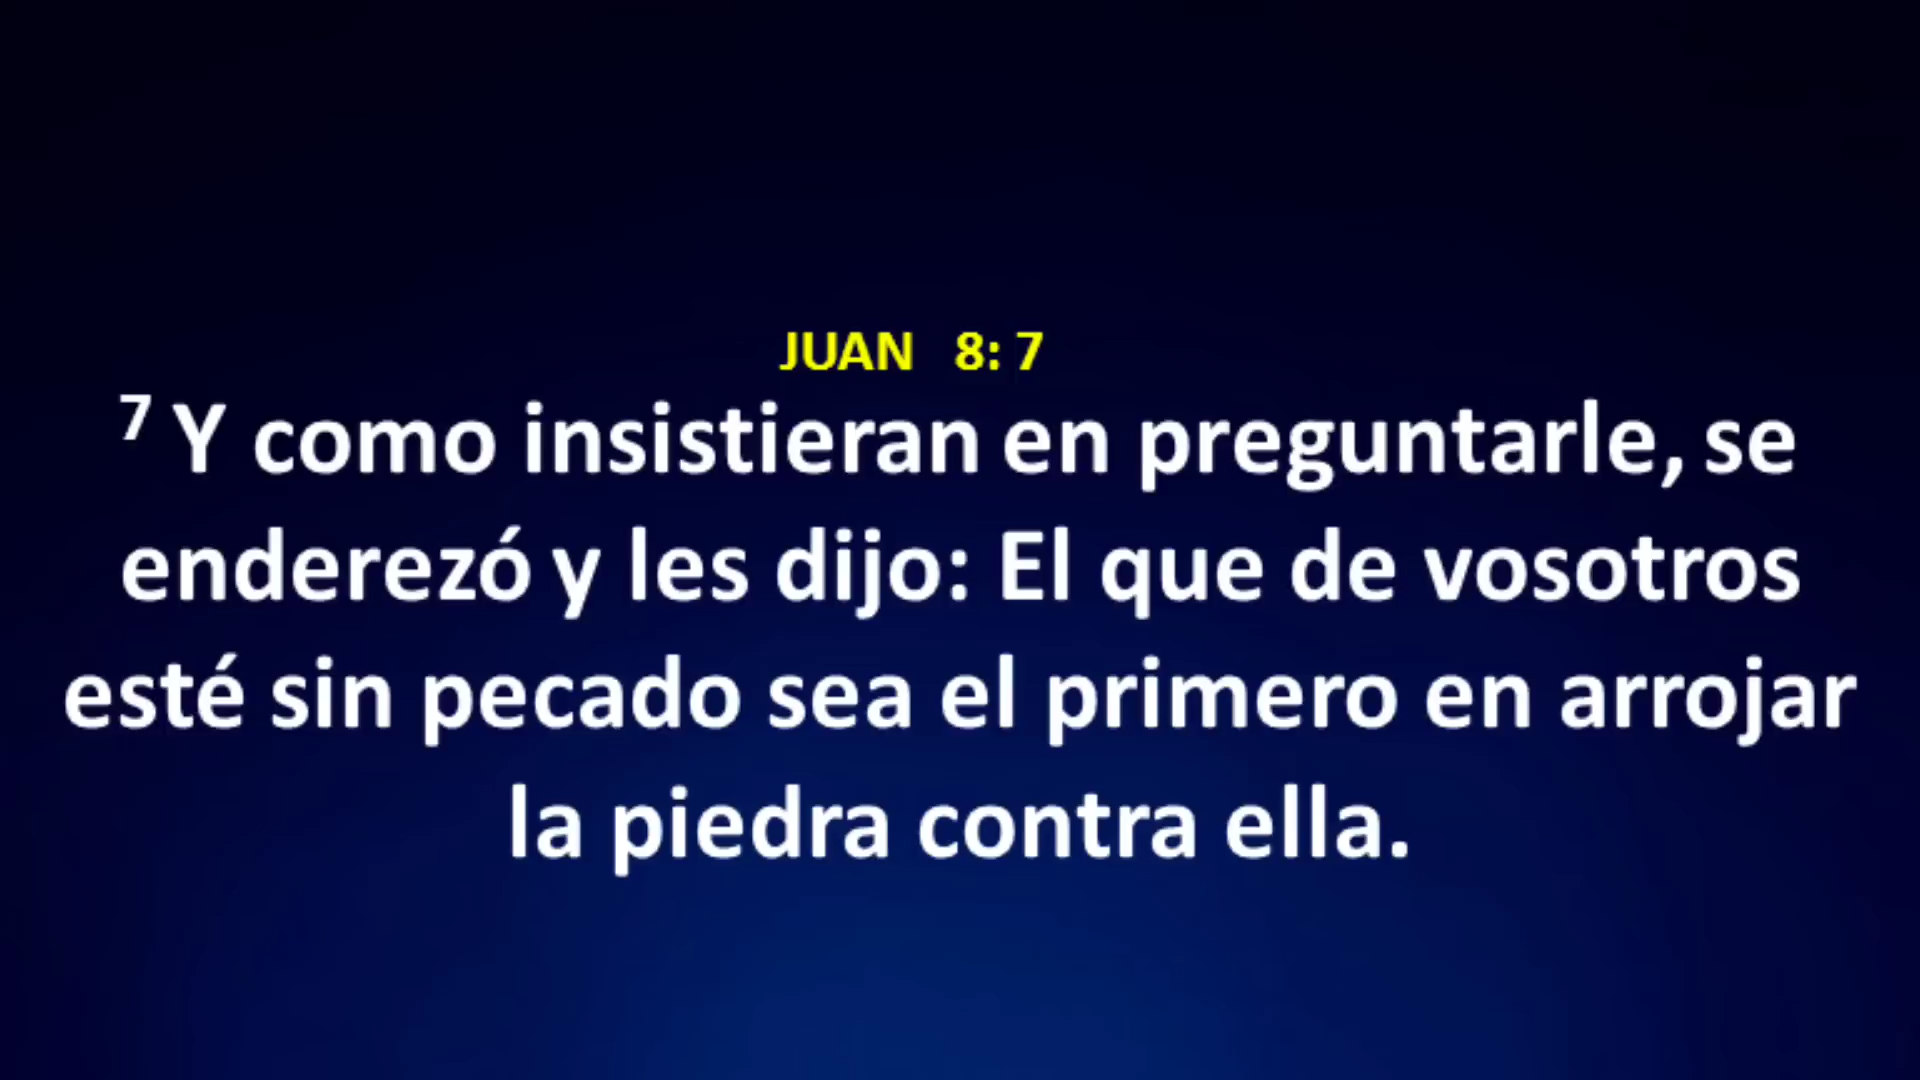 JUAN 8: 7
7 Y como insistieran en preguntarle, se
enderezó y les dijo: El que de vosotros
esté sin pecado sea el primero en arrojar
la piedra contra ella.